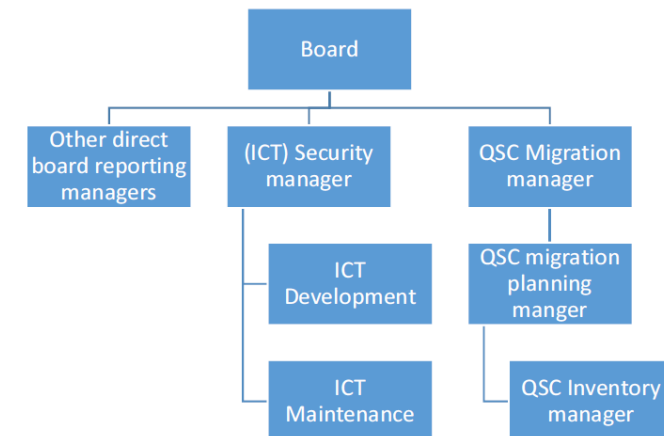 Board
Other direct
board reporting
managers
(ICT) Security
manager
QSC Migration
manager
ICT
Development
QSC migration
planning
manger
ICT
Maintenance
QSC Inventory
manager